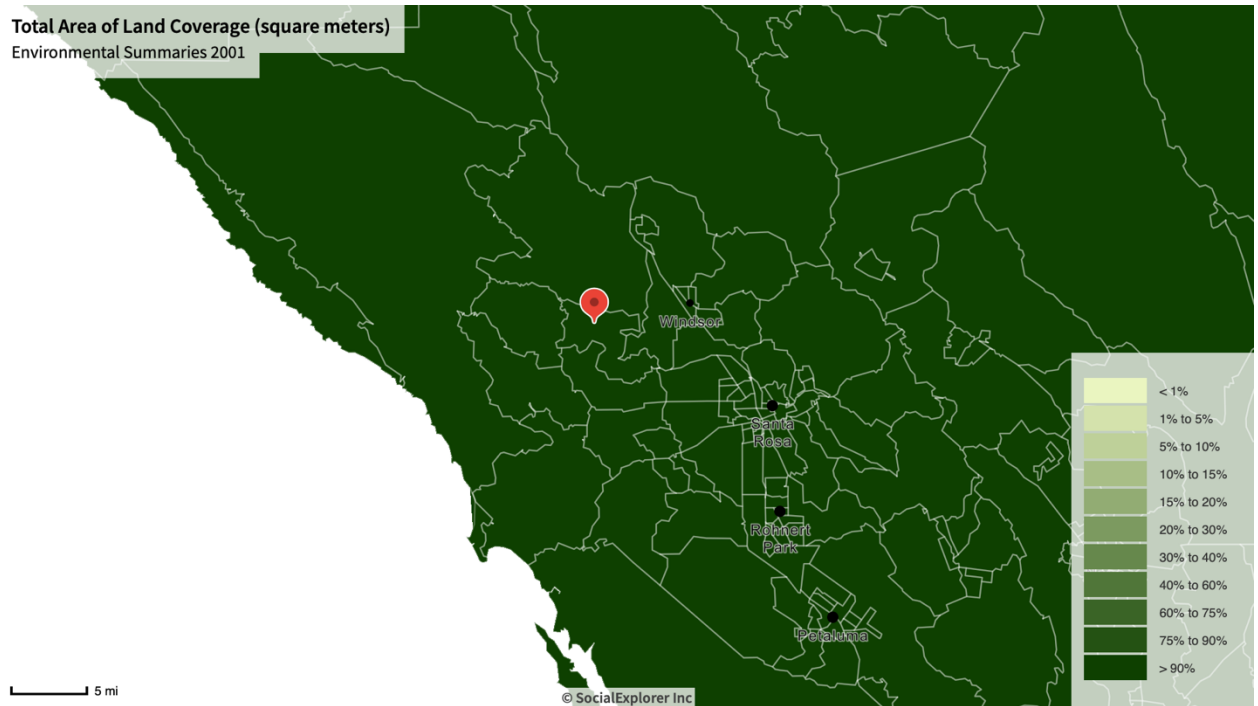 Total Area of Land Coverage (square meters)
Environmental Summaries 2001
Windsor
Santa
Rosa
Rohnert
Park
Petaluma
< 1%
1% to 5%
5% to 10%
10% to 15%
15% to 20%
20% to 30%
30% to 40%
40% to 60%
60% to 75%
75% to 90%
> 90%
5 mi
© SocialExplorer Inc